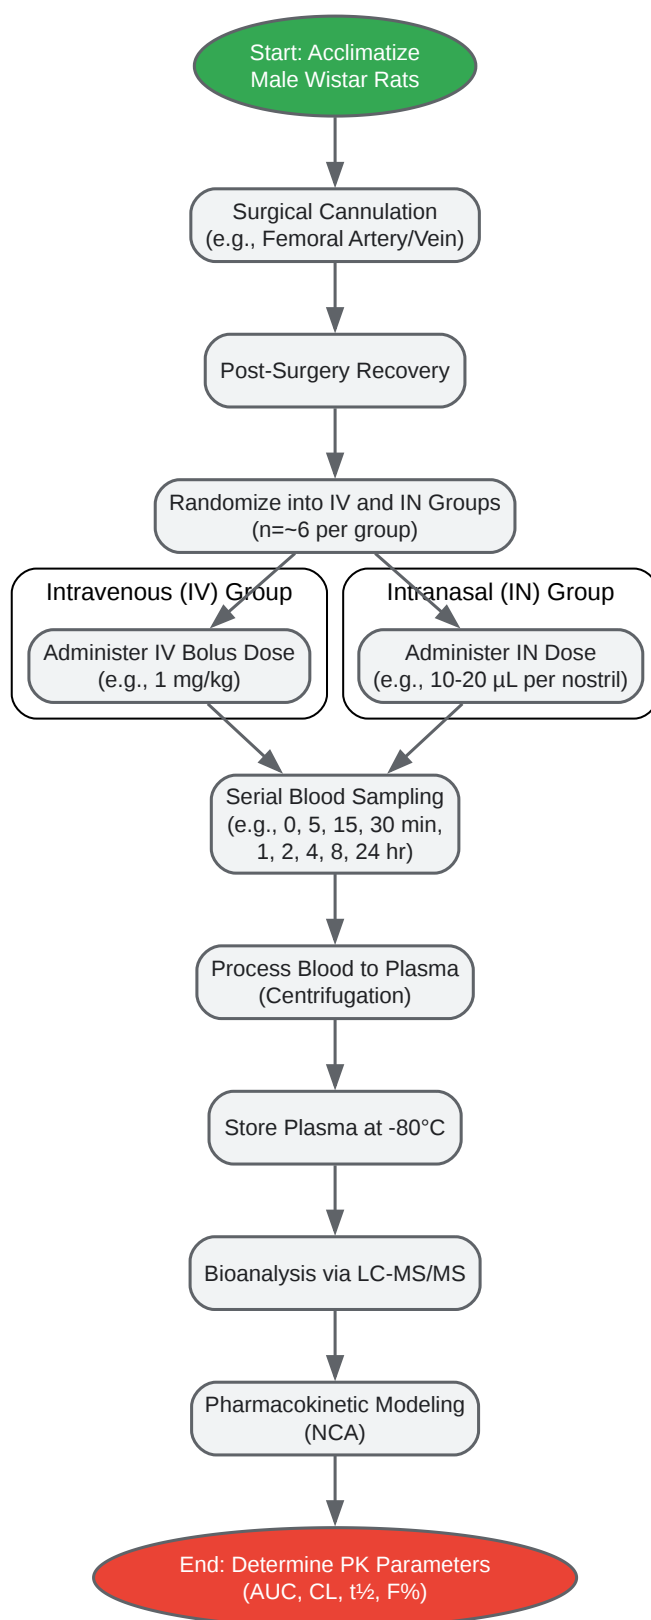 Start: Acclimatize
Male Wistar Rats
Surgical Cannulation
(e.g., Femoral Artery/Vein)
Post-Surgery Recovery
Randomize into IV and IN Groups
(n=~6 per group)
Intravenous (IV) Group
Administer IV Bolus Dose
(e.g., 1 mg/kg)
Intranasal (IN) Group
Administer IN Dose
(e.g., 10-20 µL per nostril)
Serial Blood Sampling
(e.g., 0, 5, 15, 30 min,
1, 2, 4, 8, 24 hr)
Process Blood to Plasma
(Centrifugation)
Store Plasma at -80°C
Bioanalysis via LC-MS/MS
Pharmacokinetic Modeling
(NCA)
End: Determine PK Parameters
(AUC, CL, t½, F%)